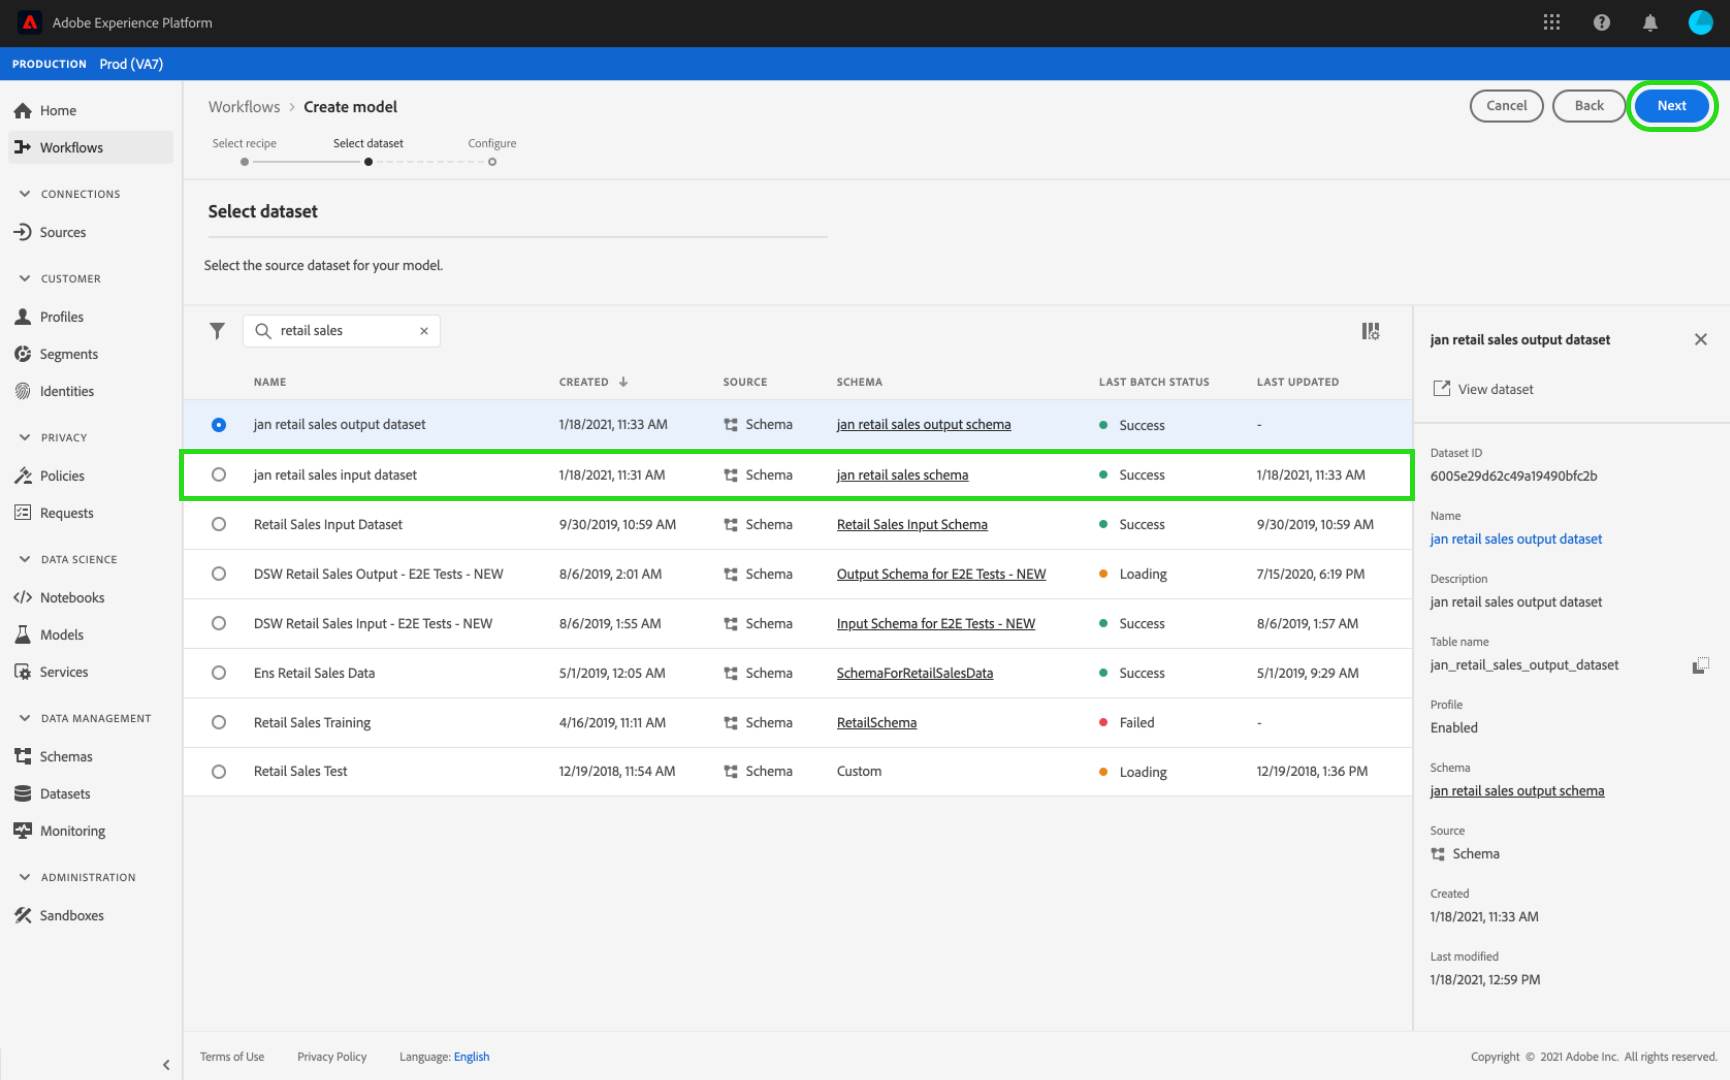 Adobe Experience Platform
PRODUCTION Prod (VA7)
Home
Workflows
CONNECTIONS
Sources
CUSTOMER
Profiles
Segments
Identities
PRIVACY
Policies
Requests
DATA SCIENCE
Notebooks
Models
Services
DATA MANAGEMENT
Schemas
Datasets
Monitoring
ADMINISTRATION
Sandboxes
Workflows > Create model
Cancel Back Next
Select recipe Select dataset Configure
Select dataset
Select the source dataset for your model.
retail sales
NAME CREATED SOURCE SCHEMA LAST BATCH STATUS LAST UPDATED
jan retail sales output dataset 1/18/2021, 11:33 AM Schema jan retail sales output schema Success -
jan retail sales input dataset 1/18/2021, 11:31 AM Schema jan retail sales schema Success 1/18/2021, 11:33 AM
Retail Sales Input Dataset 9/30/2019, 10:59 AM Schema Retail Sales Input Schema Success 9/30/2019, 10:59 AM
DSW Retail Sales Output - E2E Tests - NEW 8/6/2019, 2:01 AM Schema Output Schema for E2E Tests - NEW Loading 7/15/2020, 6:19 PM
DSW Retail Sales Input - E2E Tests - NEW 8/6/2019, 1:55 AM Schema Input Schema for E2E Tests - NEW Success 8/6/2019, 1:57 AM
Ens Retail Sales Data 5/1/2019, 12:05 AM Schema SchemaForRetailSalesData Success 5/1/2019, 9:29 AM
Retail Sales Training 4/16/2019, 11:11 AM Schema RetailSchema Failed -
Retail Sales Test 12/19/2018, 11:54 AM Schema Custom Loading 12/19/2018, 1:36 PM
jan retail sales output dataset
View dataset
Dataset ID
6005e29d62c49a19490bfc2b
Name
jan retail sales output dataset
Description
jan retail sales output dataset
Table name
jan_retail_sales_output_dataset
Profile
Enabled
Schema
jan retail sales output schema
Source
Schema
Created
1/18/2021, 11:33 AM
Last modified
1/18/2021, 12:59 PM
Terms of Use Privacy Policy Language: English
Copyright © 2021 Adobe Inc. All rights reserved.